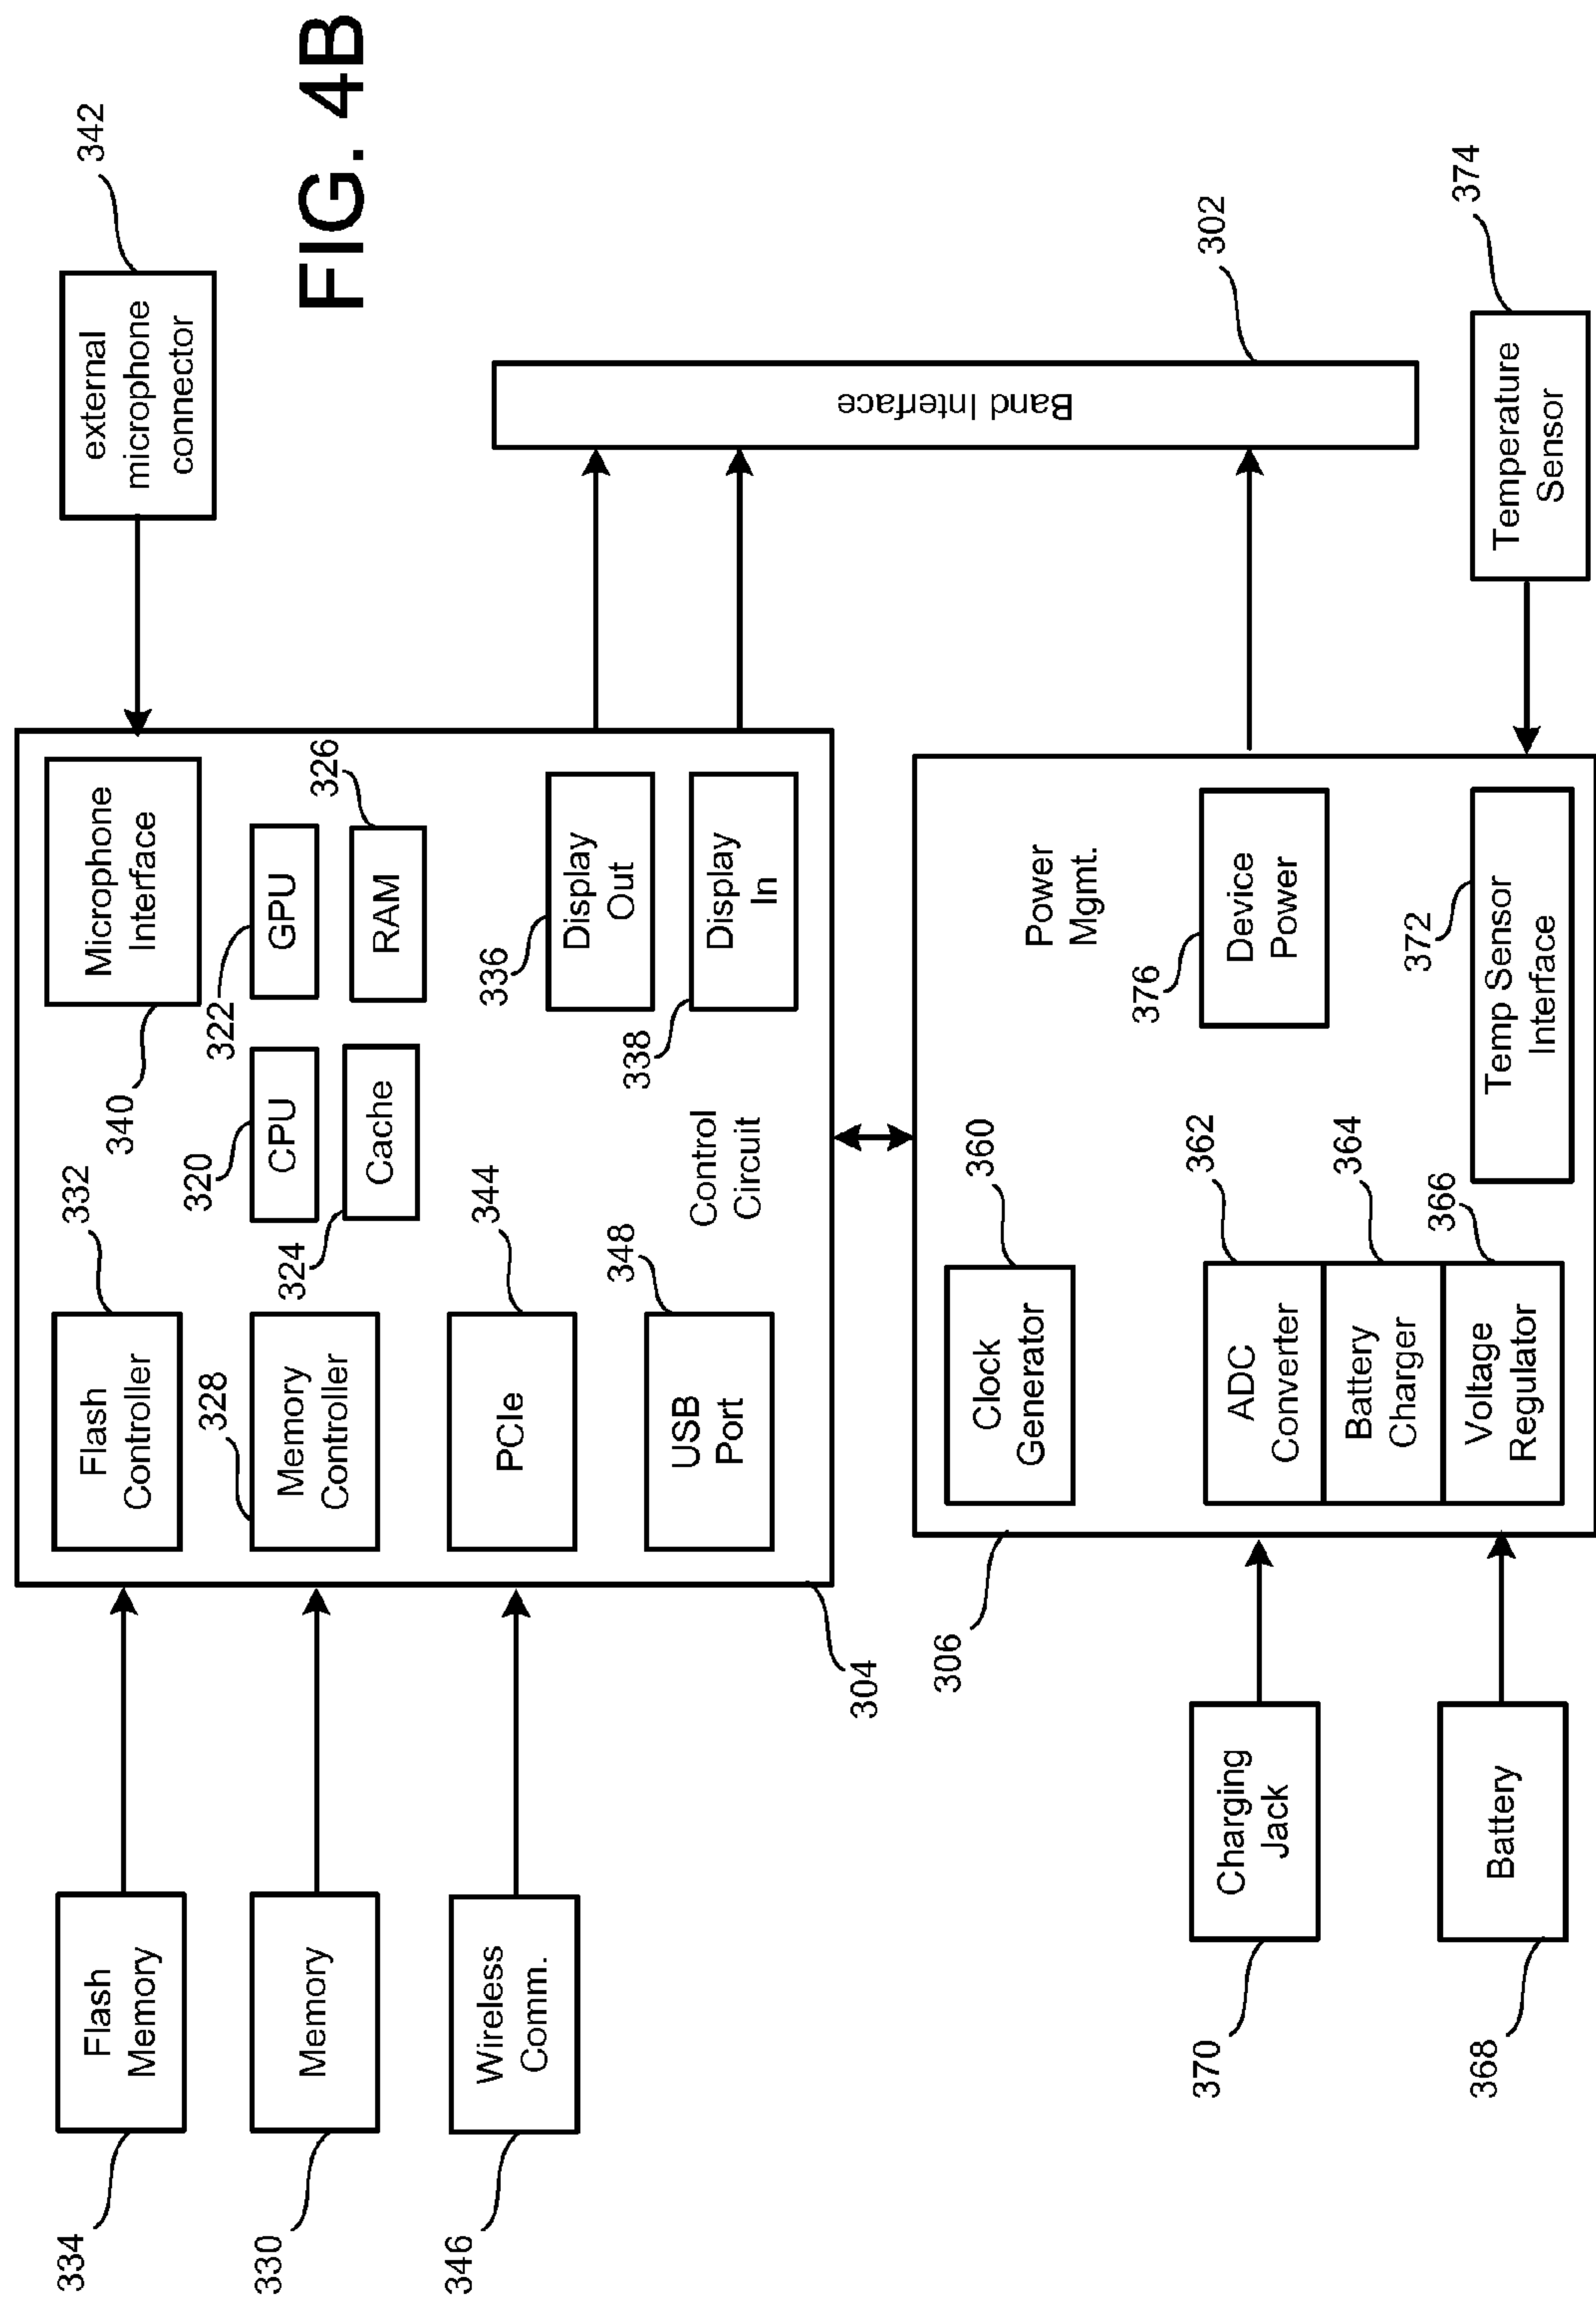 334
Flash
Memory
330
Memory
346
Wireless
Comm.
304
332
Flash
Controller
328
Memory
Controller
344
PCIe
348
USB
Port
340
Microphone
Interface
320
CPU
322
GPU
324
Cache
326
RAM
336
Display
Out
338
Display
In
Control
Circuit
external
microphone
connector
342
FIG. 4B
Band Interface
302
370
Charging
Jack
368
Battery
306
Clock
Generator
360
ADC
Converter
362
Battery
Charger
364
Voltage
Regulator
366
Power
Mgmt.
376
Device
Power
372
Temp Sensor
Interface
Temperature
Sensor
374